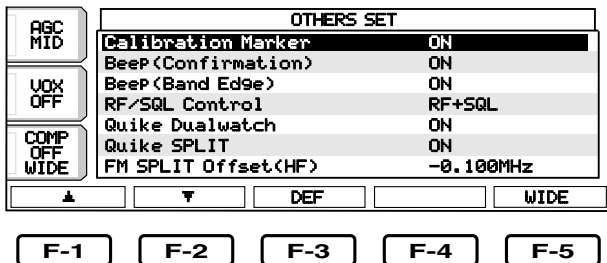 AGC
MID
VOX
OFF
COMP
OFF
WIDE
OTHERS SET
Calibration Marker ON
Beep(Confirmation) ON
Beep(Band Edge) ON
RF/SQL Control RF+SQL
Quike Dualwatch ON
Quike SPLIT ON
FM SPLIT Offset(HF) -0.100MHz
▲ ▼ DEF WIDE
F-1 F-2 F-3 F-4 F-5